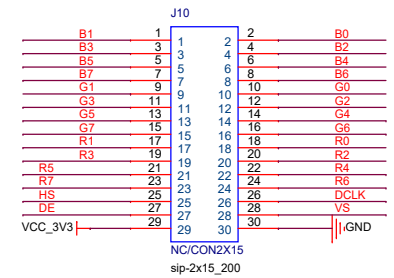 J10
B1 1 1 2 2 B0
B3 3 3 4 4 B2
B5 5 5 6 6 B4
B7 7 7 8 8 B6
G1 9 9 10 10 G0
G3 11 11 12 12 G2
G5 13 13 14 14 G4
G7 15 15 16 16 G6
R1 17 17 18 18 R0
R3 19 19 20 20 R2
R5 21 21 22 22 R4
R7 23 23 24 24 R6
HS 25 25 26 26 DCLK
DE 27 27 28 28 VS
VCC_3V3 29 29 30 30 GND
NC/CON2X15
sip-2x15_200